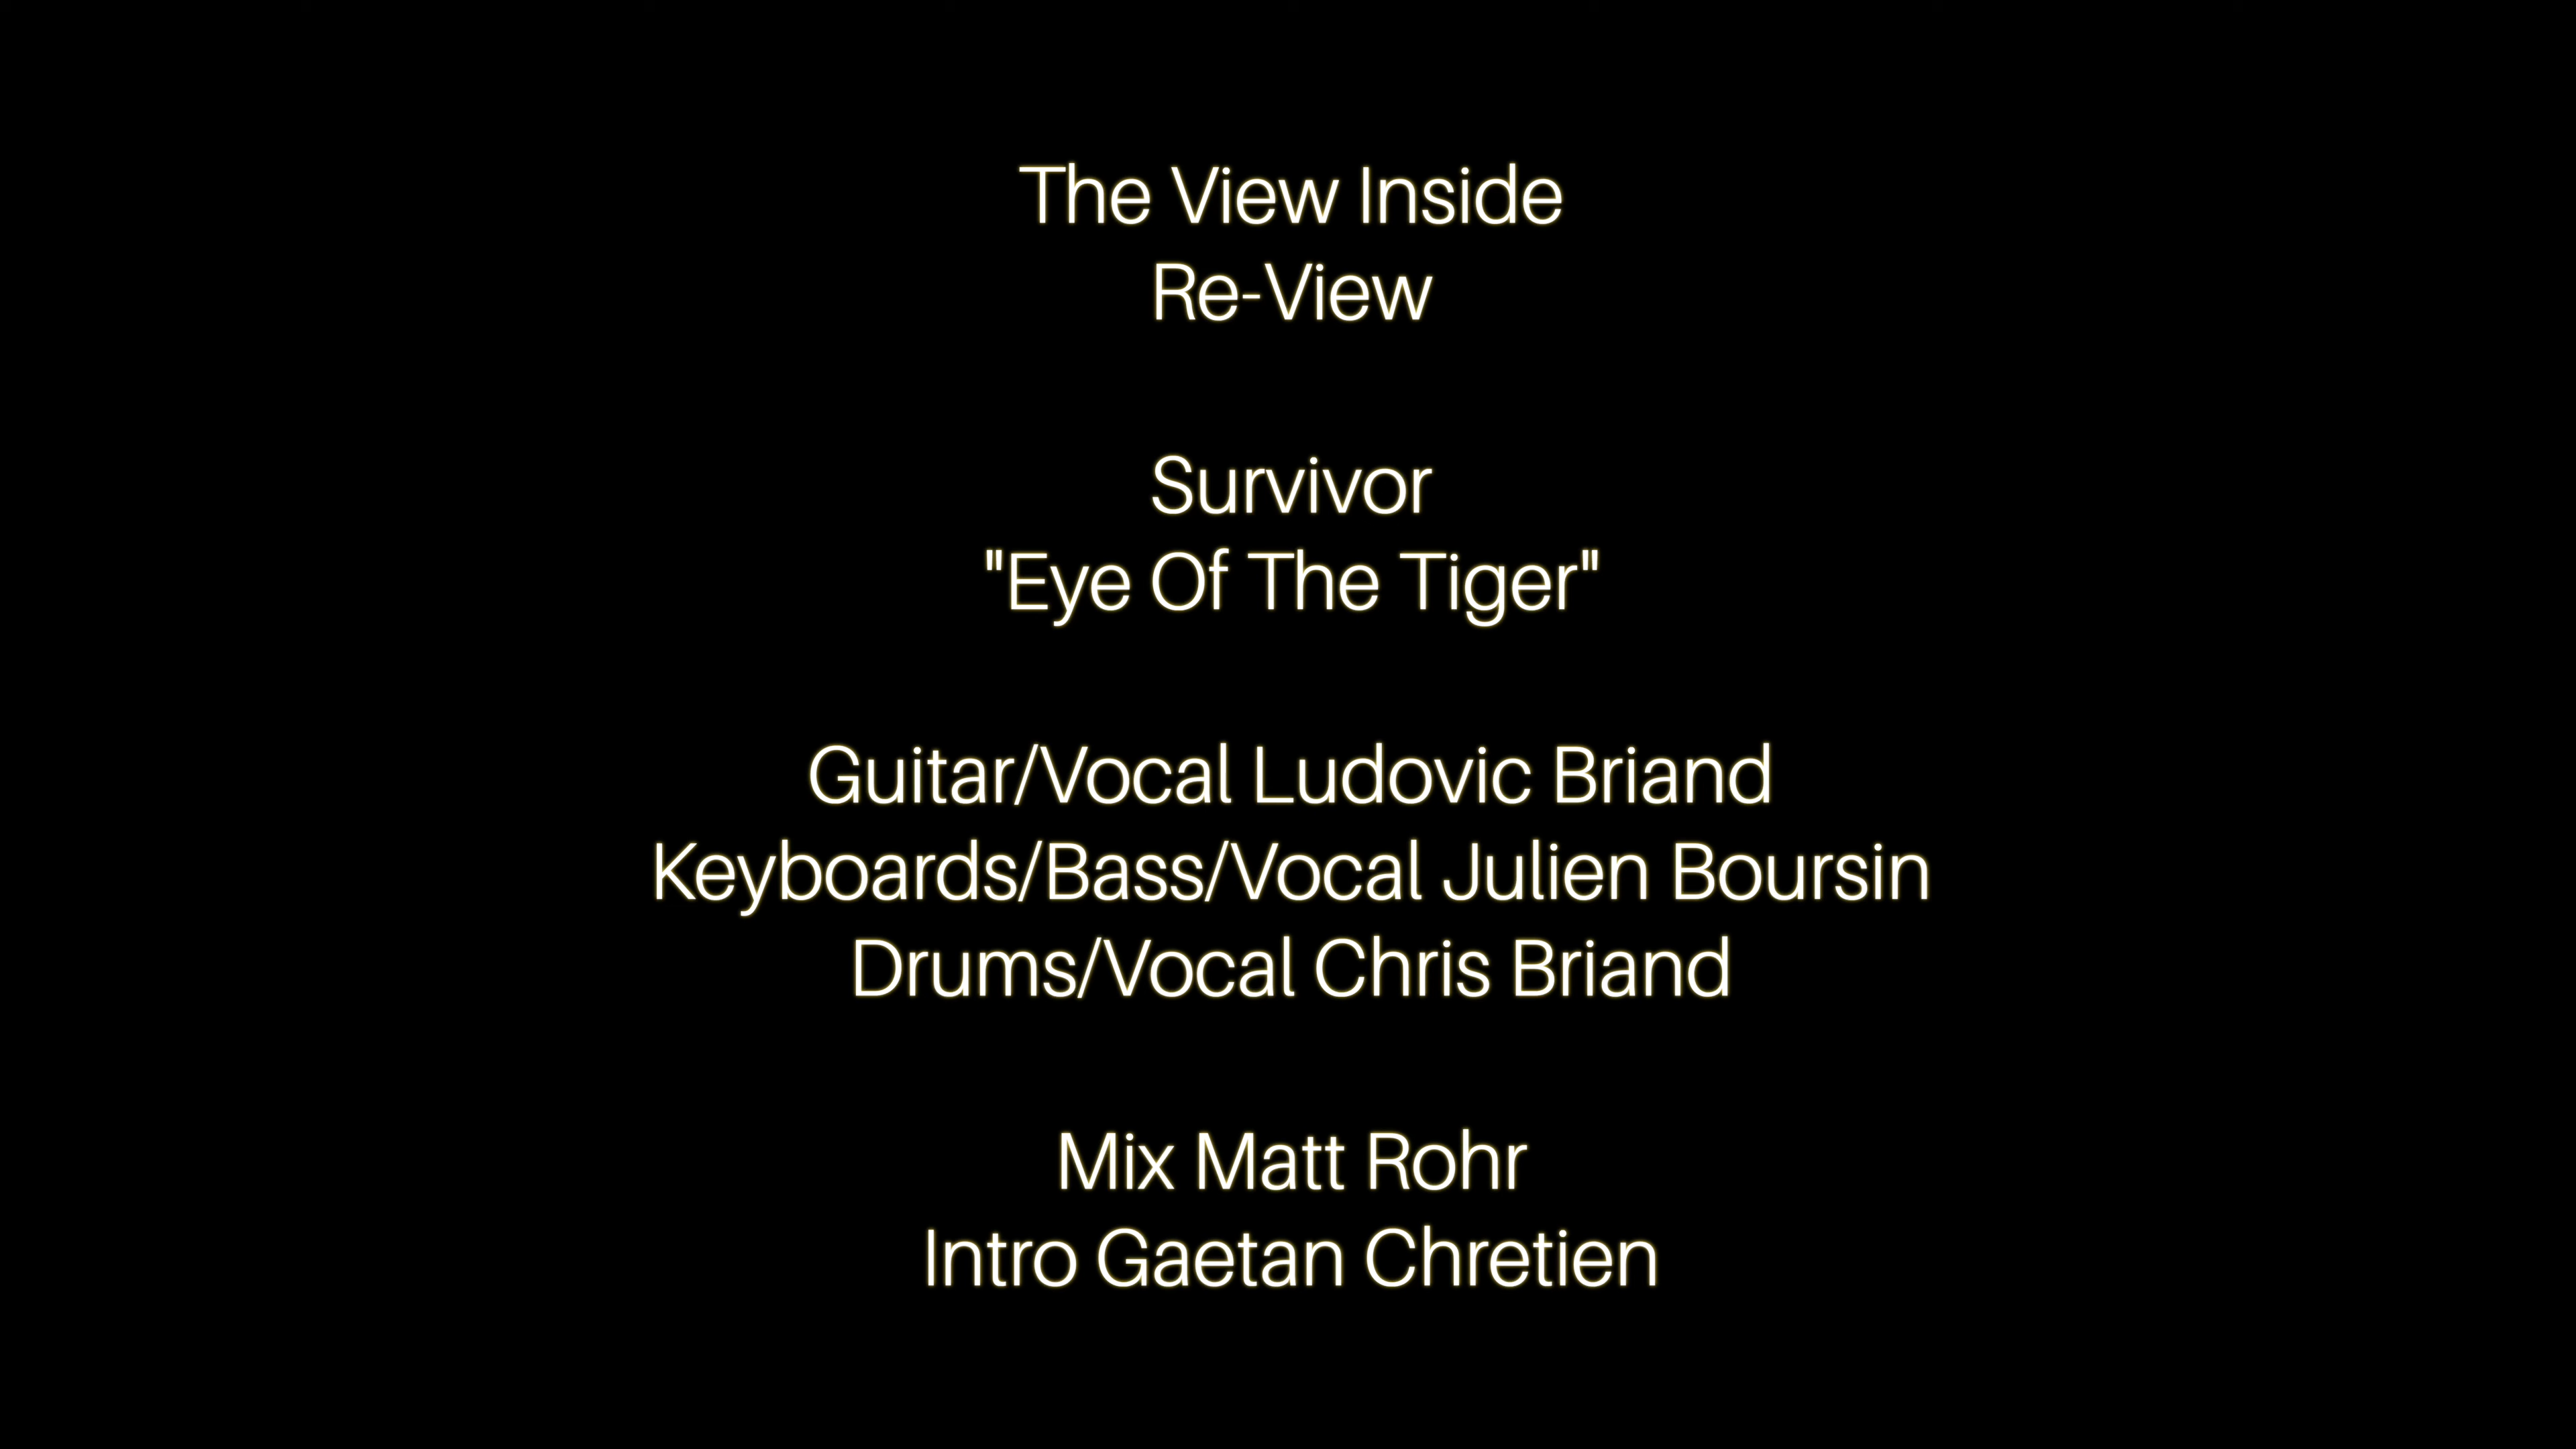 The View Inside
Re-View
Survivor
"Eye Of The Tiger"
Guitar/Vocal Ludovic Briand
Keyboards/Bass/Vocal Julien Boursin
Drums/Vocal Chris Briand
Mix Matt Rohr
Intro Gaetan Chretien